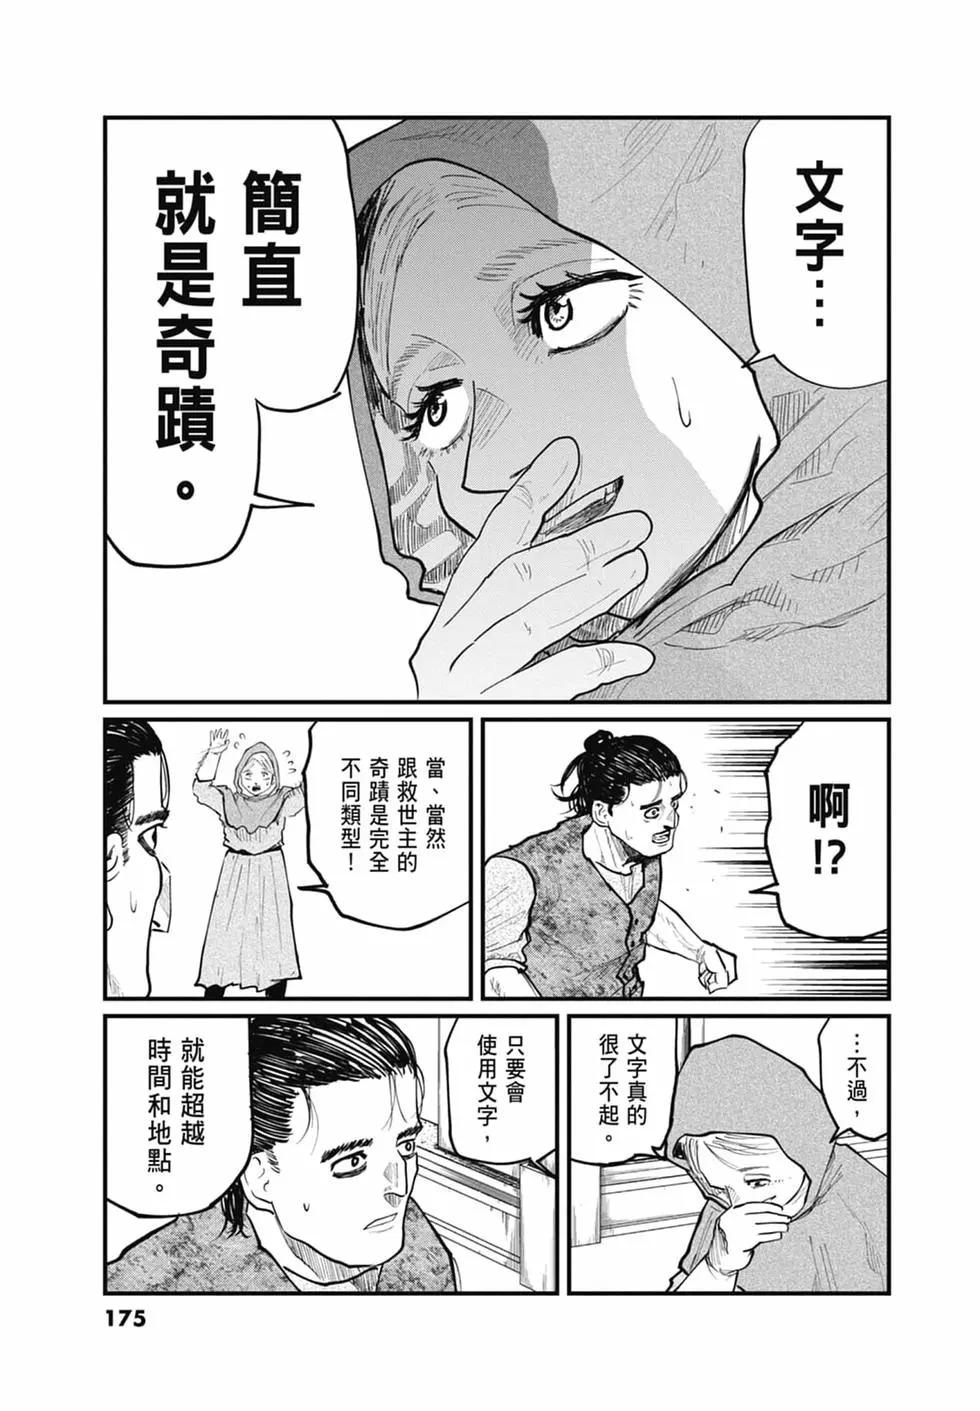 文字…
簡直
就是奇蹟。
啊!?
當、當然
跟救世主的
奇蹟是完全
不同類型！
…不過，
文字真的
很了不起。
只要會
使用文字，
就能超越
時間和地點。
175